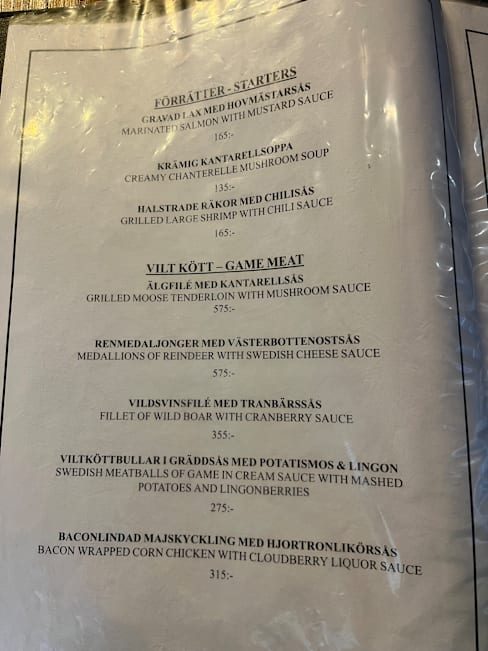 FÖRRÄTTER - STARTERS
GRAVAD LAX MED HOVMÄSTARSÅS
MARINATED SALMON WITH MUSTARD SAUCE
165:-
KRÄMIG KANTARELLSOPPA
CREAMY CHANTERELLE MUSHROOM SOUP
135:-
HALSTRADE RÄKOR MED CHILISÅS
GRILLED LARGE SHRIMP WITH CHILI SAUCE
165:-
VILT KÖTT – GAME MEAT
ÄLGFILÉ MED KANTARELLSÅS
GRILLED MOOSE TENDERLOIN WITH MUSHROOM SAUCE
575:-
RENMEDALJONGER MED VÄSTERBOTTENOSTSÅS
MEDALLIONS OF REINDEER WITH SWEDISH CHEESE SAUCE
575:-
VILDSVINSFILÉ MED TRANBÄRSSÅS
FILLET OF WILD BOAR WITH CRANBERRY SAUCE
355:-
VILTKÖTTBULLAR I GRÄDDSÅS MED POTATISMOS & LINGON
SWEDISH MEATBALLS OF GAME IN CREAM SAUCE WITH MASHED
POTATOES AND LINGONBERRIES
275:-
BACONLINDAD MAJSKYCKLING MED HJORTRONLIKÖRSÅS
BACON WRAPPED CORN CHICKEN WITH CLOUDBERRY LIQUOR SAUCE
315:-